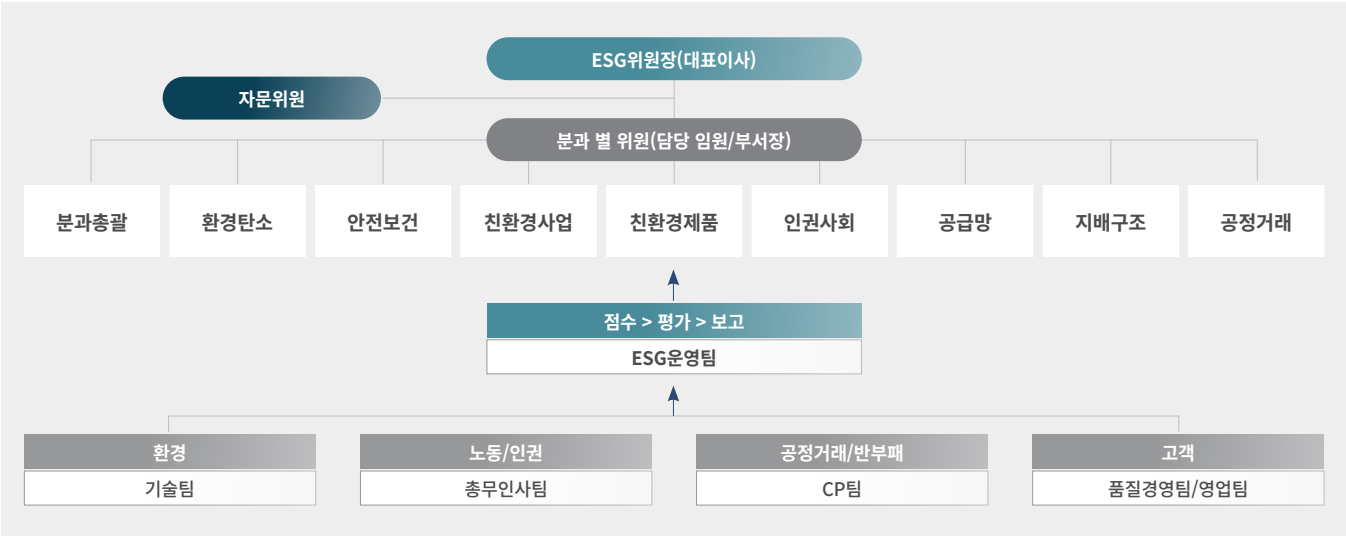 ESG위원장(대표이사)
자문위원
분과 별 위원(담당 임원/부서장)
분과총괄
환경탄소
안전보건
친환경사업
친환경제품
인권사회
공급망
지배구조
공정거래
점수 > 평가 > 보고
ESG운영팀
환경
기술팀
노동/인권
총무인사팀
공정거래/반부패
CP팀
고객
품질경영팀/영업팀